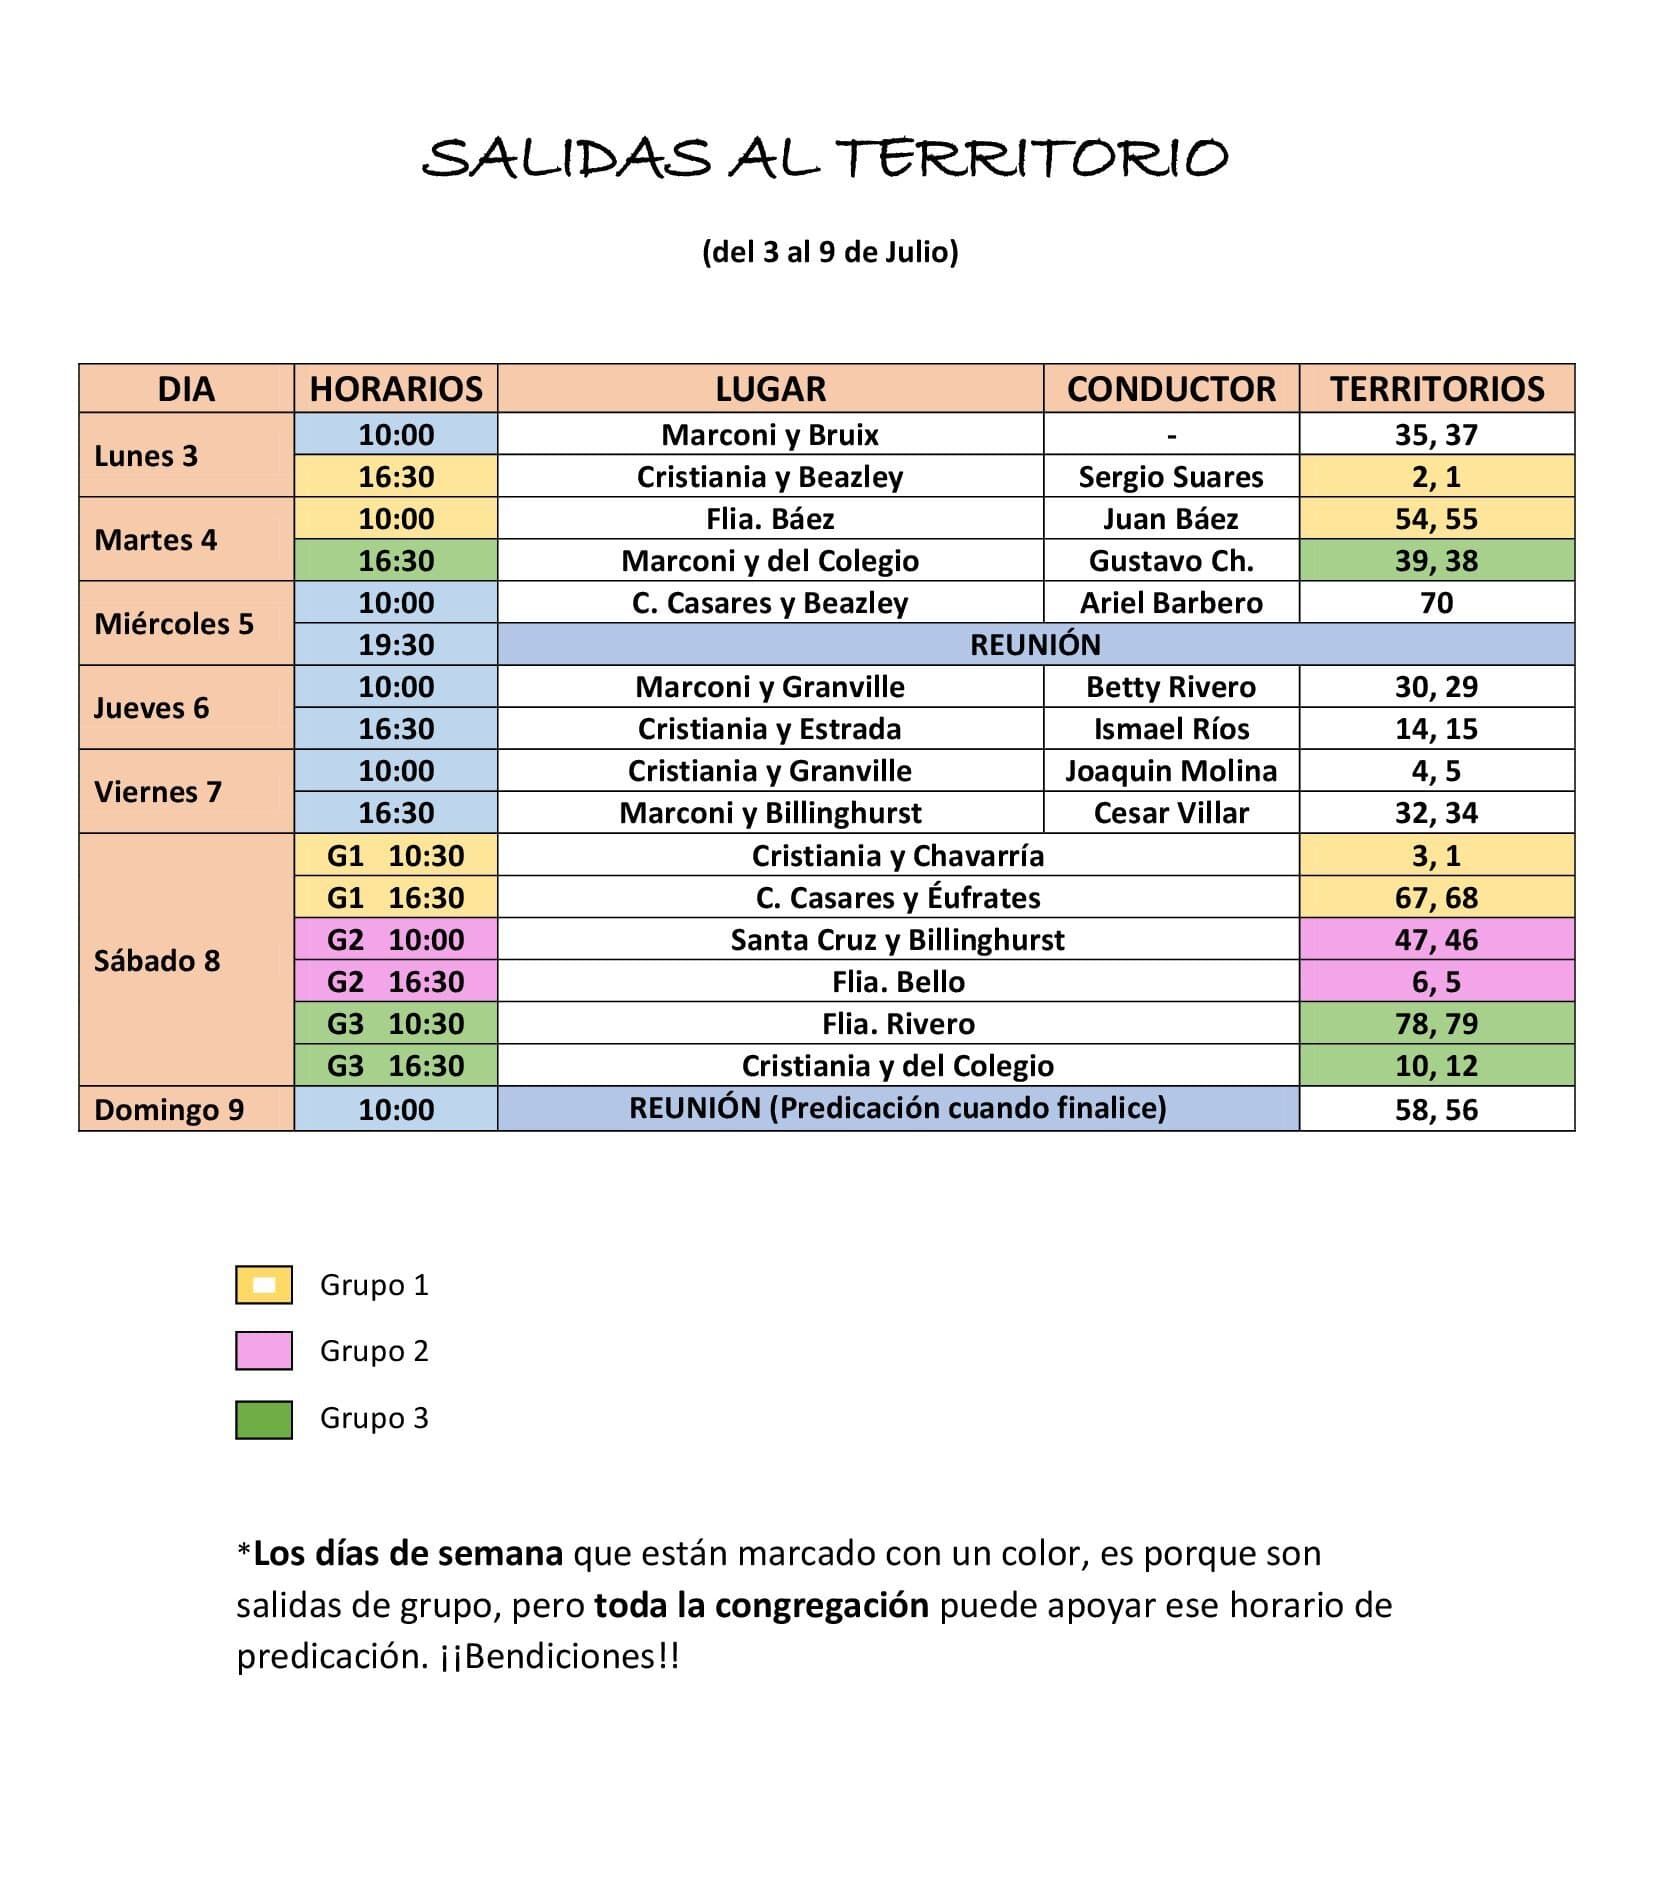 SALIDAS AL TERRITORIO
(del 3 al 9 de Julio)
DIA HORARIOS LUGAR CONDUCTOR TERRITORIOS
Lunes 3
10:00 Marconi y Bruix - 35, 37
16:30 Cristiania y Beazley Sergio Suares 2, 1
Martes 4
10:00 Flia. Báez Juan Báez 54, 55
16:30 Marconi y del Colegio Gustavo Ch. 39, 38
Miércoles 5
10:00 C. Casares y Beazley Ariel Barbero 70
19:30 REUNIÓN
Jueves 6
10:00 Marconi y Granville Betty Rivero 30, 29
16:30 Cristiania y Estrada Ismael Ríos 14, 15
Viernes 7
10:00 Cristiania y Granville Joaquin Molina 4, 5
16:30 Marconi y Billinghurst Cesar Villar 32, 34
Sábado 8
G1 10:30 Cristiania y Chavarría 3, 1
G1 16:30 C. Casares y Éufrates 67, 68
G2 10:00 Santa Cruz y Billinghurst 47, 46
G2 16:30 Flia. Bello 6, 5
G3 10:30 Flia. Rivero 78, 79
G3 16:30 Cristiania y del Colegio 10, 12
Domingo 9 10:00 REUNIÓN (Predicación cuando finalice) 58, 56
Grupo 1
Grupo 2
Grupo 3
*Los días de semana que están marcado con un color, es porque son
salidas de grupo, pero toda la congregación puede apoyar ese horario de
predicación. ¡¡Bendiciones!!